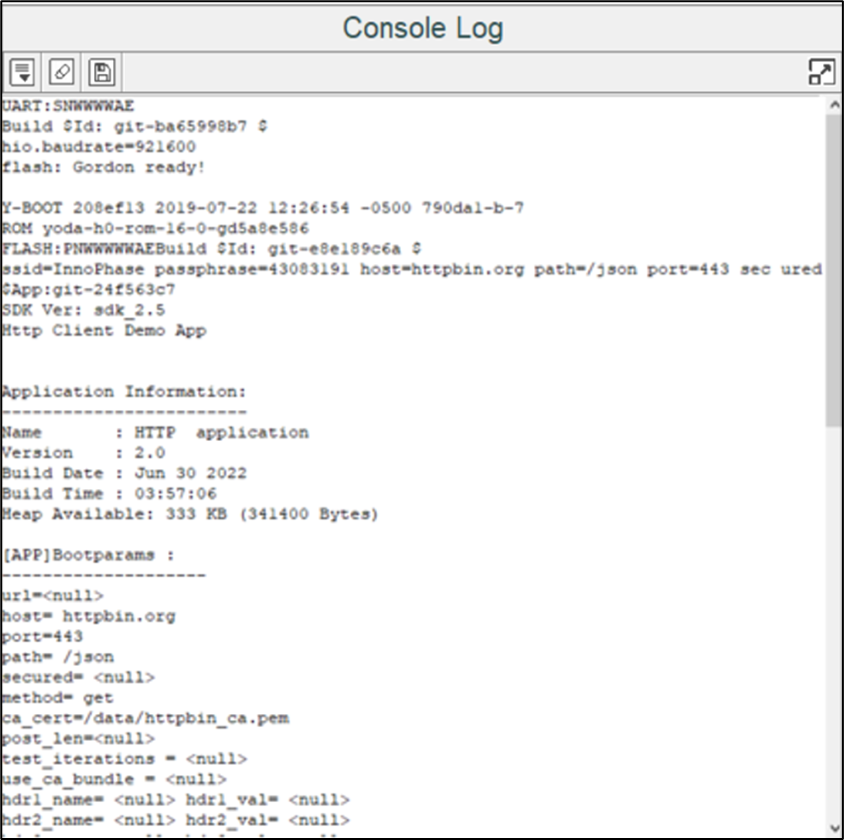 Console Log
UART:SNWWWWAE
Build $Id: git-ba65998b7 $
hio.baudrate=921600
flash: Gordon ready!
Y-BOOT 208ef13 2019-07-22 12:26:54 -0500 790da1-b-7
ROM yoda-h0-rom-16-0-gd5a8e586
FLASH:PNWWWWWAEBuild $Id: git-e8e189c6a $
ssid=InnoPhase passphrase=43083191 host=httpbin.org path=/json port=443 sec ured
$App:git-24f563c7
SDK Ver: sdk_2.5
Http Client Demo App
Application Information:
------------------------
Name       : HTTP  application
Version    : 2.0
Build Date : Jun 30 2022
Build Time : 03:57:06
Heap Available: 333 KB (341400 Bytes)
[APP]Bootparams :
--------------------
url=<null>
host= httpbin.org
port=443
path= /json
secured= <null>
method= get
ca_cert=/data/httpbin_ca.pem
post_len=<null>
test_iterations = <null>
use_ca_bundle = <null>
hdr1_name= <null> hdr1_val= <null>
hdr2_name= <null> hdr2_val= <null>